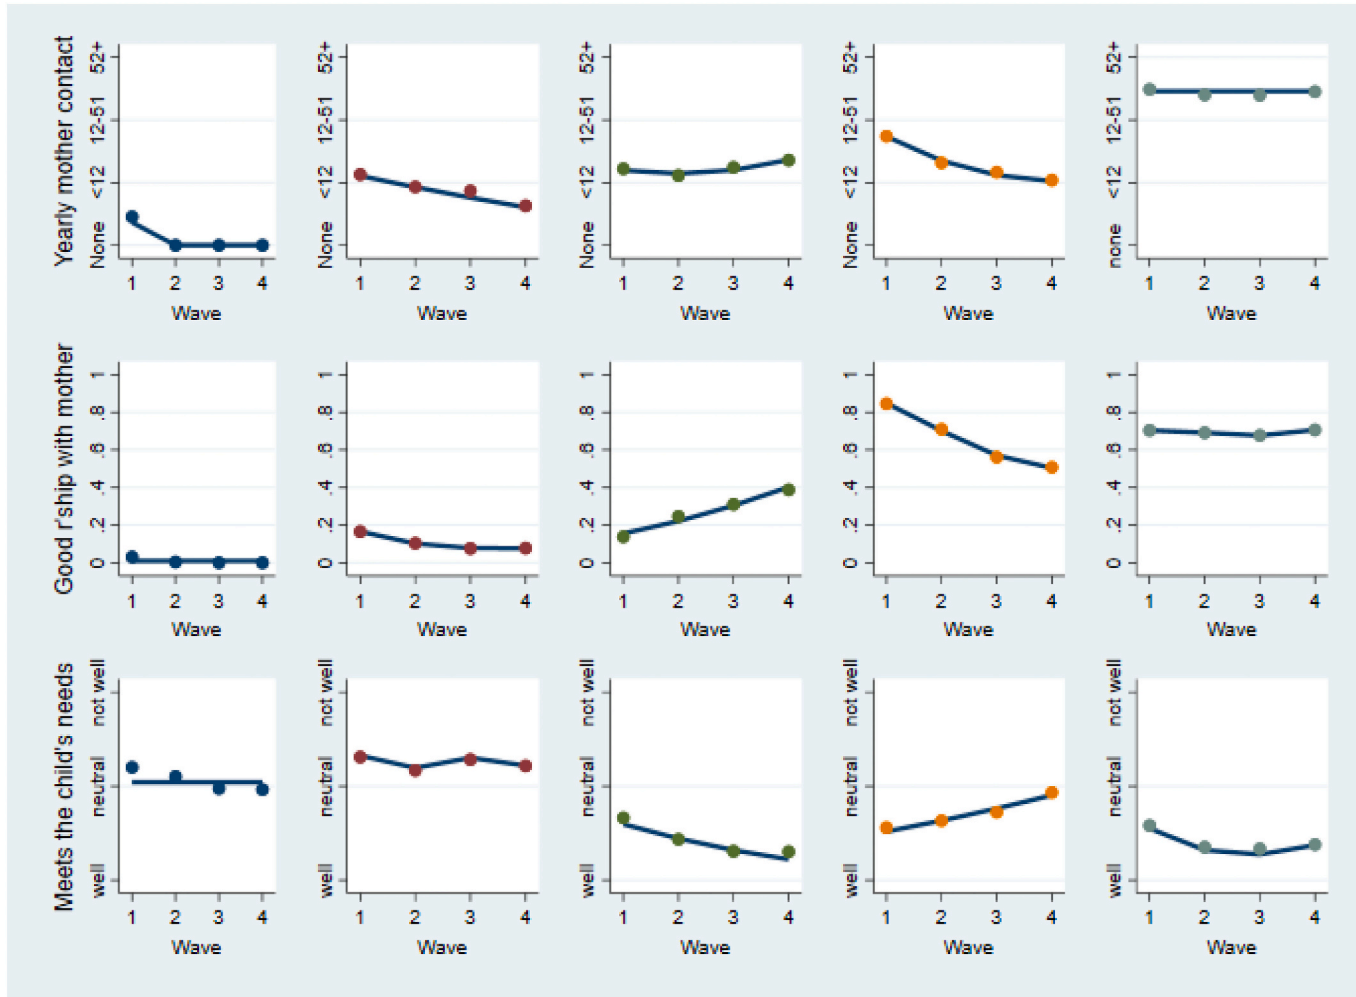 Yearly mother contact
52+
12-51
<12
None
1 2 3 4
Wave
52+
12-51
<12
None
1 2 3 4
Wave
52+
12-51
<12
None
1 2 3 4
Wave
52+
12-51
<12
None
1 2 3 4
Wave
52+
12-51
<12
none
1 2 3 4
Wave
Good r'ship with mother
1
.8
.6
.4
.2
0
1 2 3 4
Wave
1
.8
.6
.4
.2
0
1 2 3 4
Wave
1
.8
.6
.4
.2
0
1 2 3 4
Wave
1
.8
.6
.4
.2
0
1 2 3 4
Wave
1
.8
.6
.4
.2
0
1 2 3 4
Wave
Meets the child's needs
not well
neutral
well
1 2 3 4
Wave
not well
neutral
well
1 2 3 4
Wave
not well
neutral
well
1 2 3 4
Wave
not well
neutral
well
1 2 3 4
Wave
not well
neutral
well
1 2 3 4
Wave